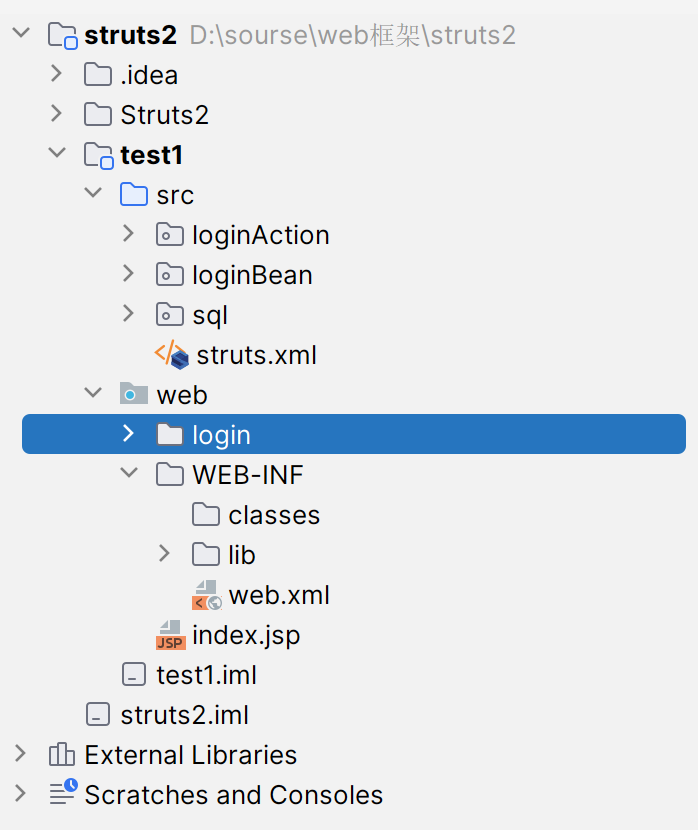 struts2 D:\sourse\web框架\struts2
.idea
Struts2
test1
src
loginAction
loginBean
sql
struts.xml
web
login
WEB-INF
classes
lib
web.xml
JSP index.jsp
test1.iml
struts2.iml
External Libraries
Scratches and Consoles